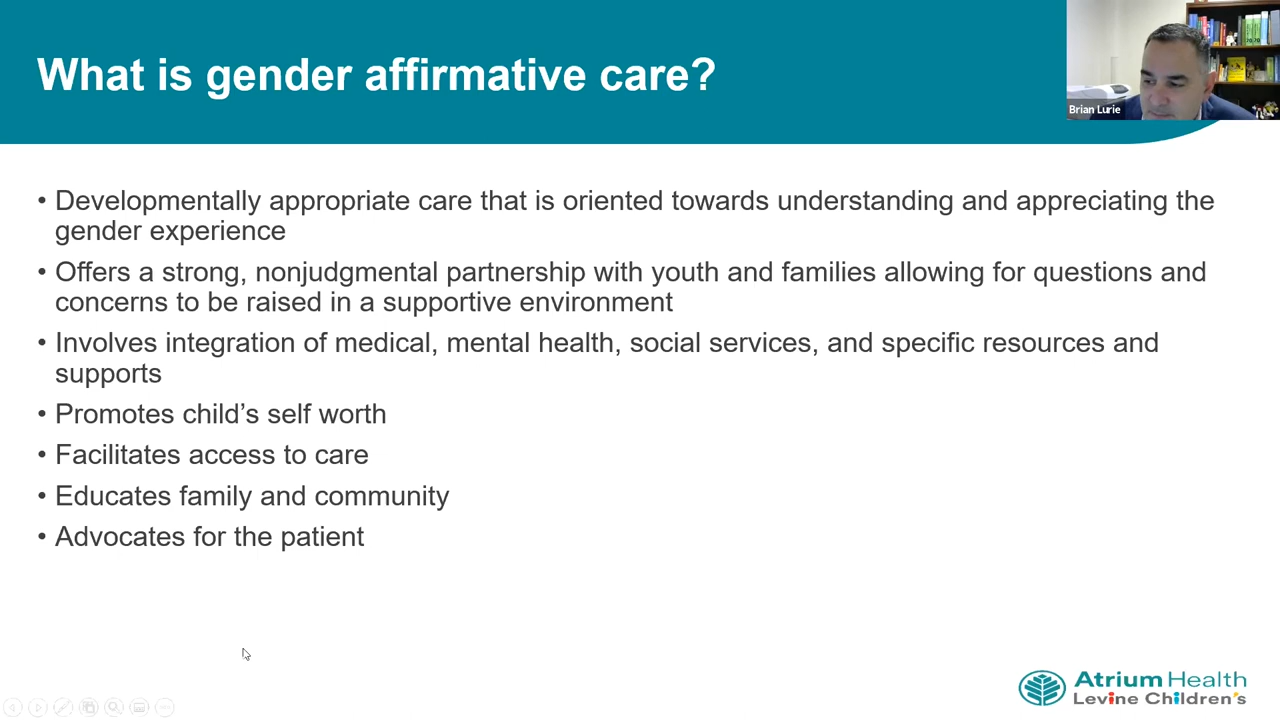 What is gender affirmative care?
Brian Lurie
• Developmentally appropriate care that is oriented towards understanding and appreciating the
gender experience
• Offers a strong, nonjudgmental partnership with youth and families allowing for questions and
concerns to be raised in a supportive environment
• Involves integration of medical, mental health, social services, and specific resources and
supports
• Promotes child’s self worth
• Facilitates access to care
• Educates family and community
• Advocates for the patient
Atrium Health
Levine Children’s